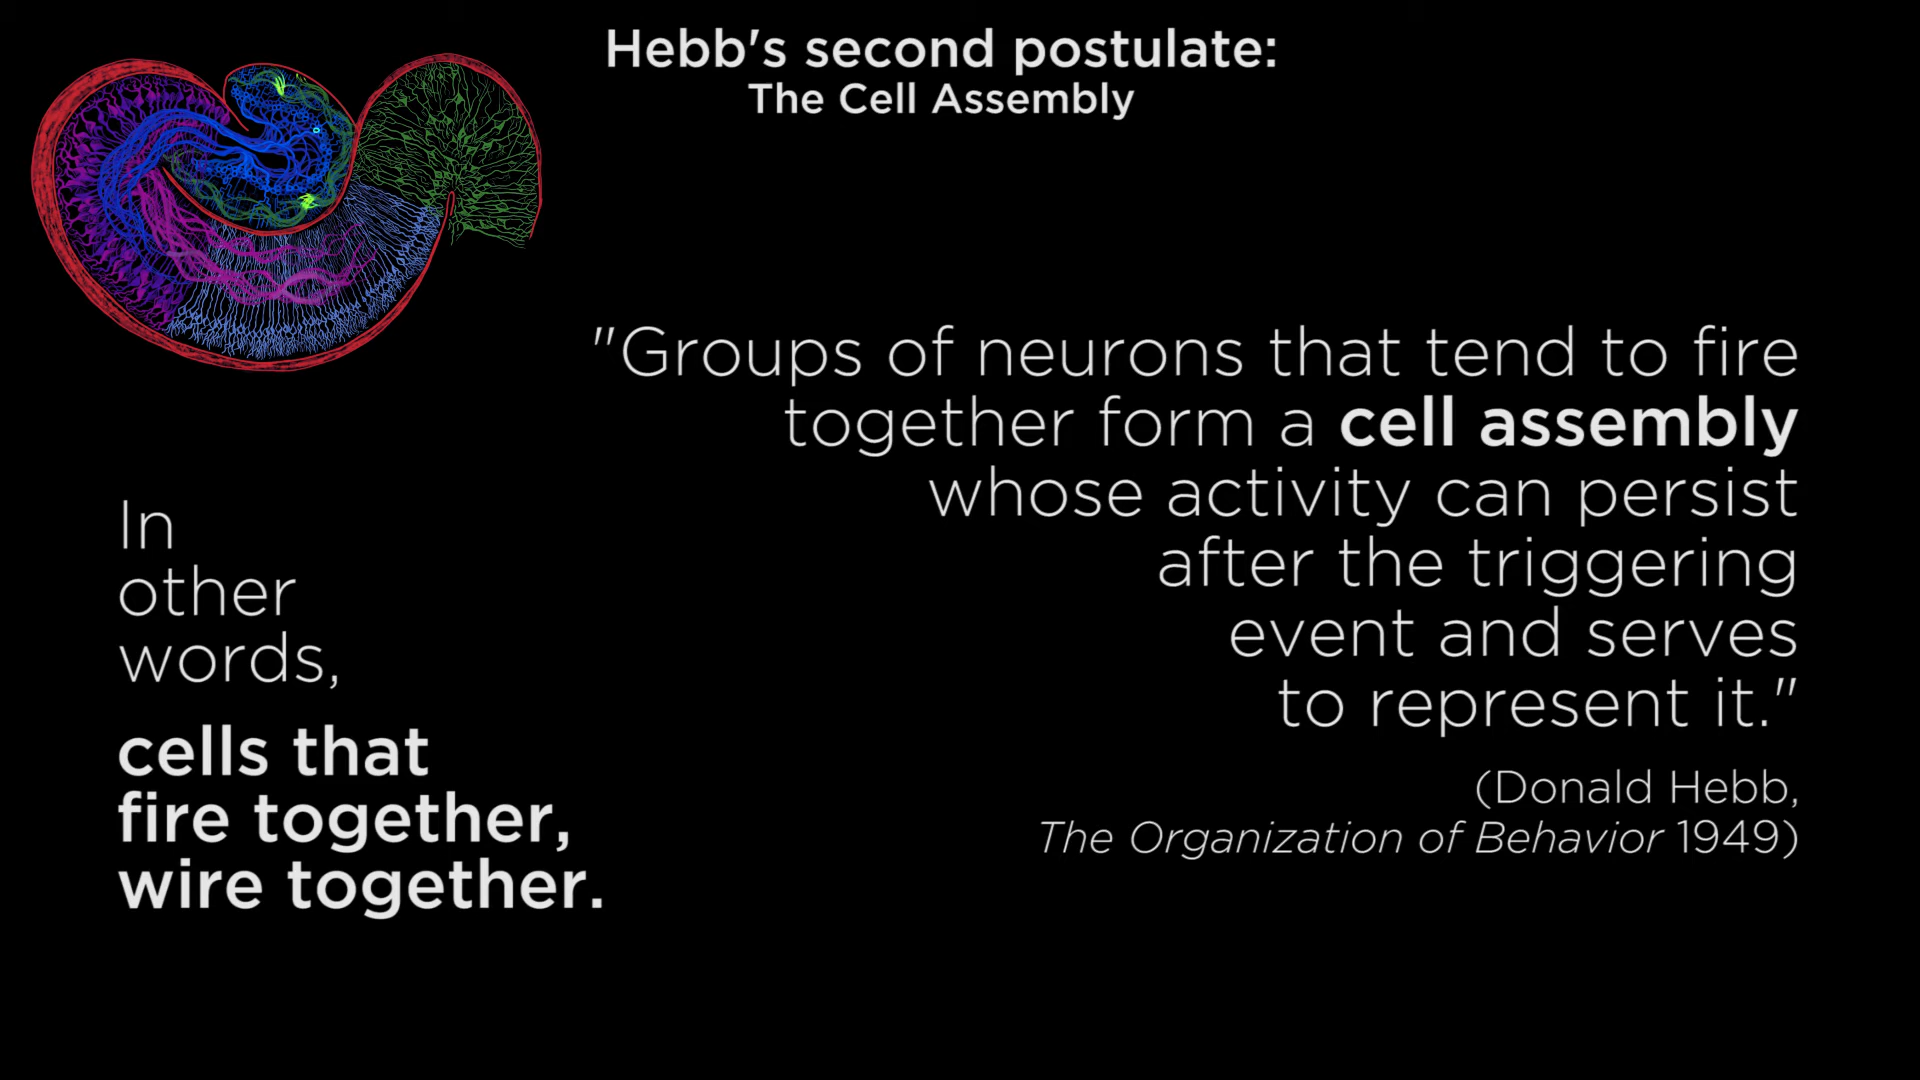 Hebb's second postulate:
The Cell Assembly
"Groups of neurons that tend to fire
together form a cell assembly
whose activity can persist
after the triggering
event and serves
to represent it."
(Donald Hebb,
The Organization of Behavior 1949)
In
other
words,
cells that
fire together,
wire together.